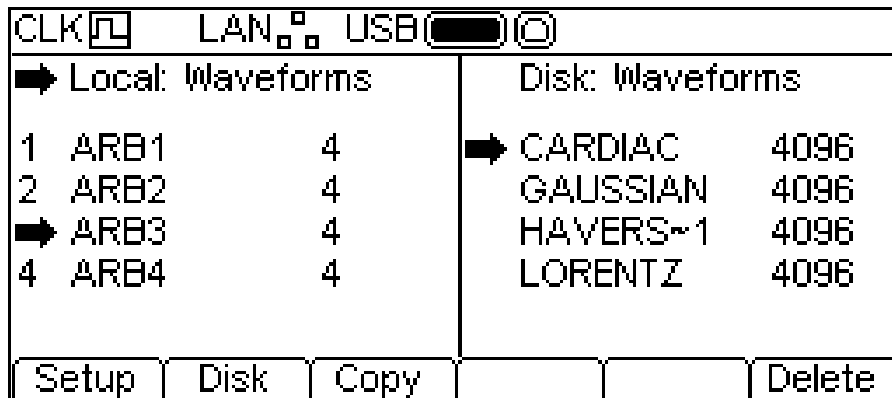 CLK LAN USB
Local: Waveforms
1 ARB1 4
2 ARB2 4
ARB3 4
4 ARB4 4
Disk: Waveforms
CARDIAC 4096
GAUSSIAN 4096
HAVERS~1 4096
LORENTZ 4096
Setup Disk Copy Delete